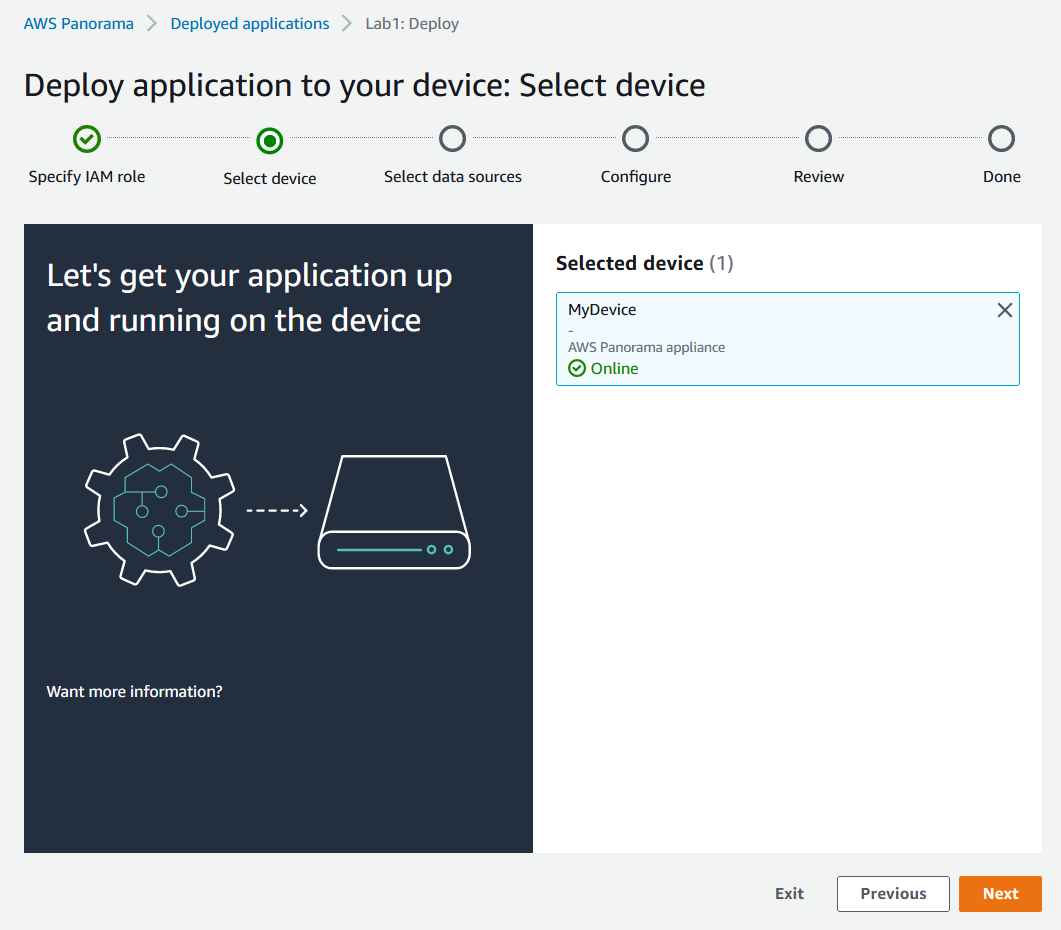 AWS Panorama > Deployed applications > Lab1: Deploy
Deploy application to your device: Select device
Specify IAM role
Select device
Select data sources
Configure
Review
Done
Let's get your application up
and running on the device
Want more information?
Selected device (1)
MyDevice
-
AWS Panorama appliance
Online
Exit
Previous
Next